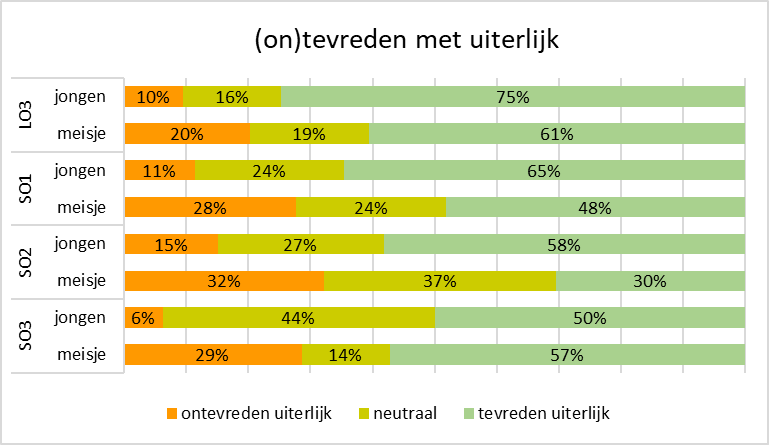 (on)tevreden met uiterlijk
LO3
jongen 10% 16% 75%
meisje 20% 19% 61%
SO1
jongen 11% 24% 65%
meisje 28% 24% 48%
SO2
jongen 15% 27% 58%
meisje 32% 37% 30%
SO3
jongen 6% 44% 50%
meisje 29% 14% 57%
ontevreden uiterlijk neutraal tevreden uiterlijk